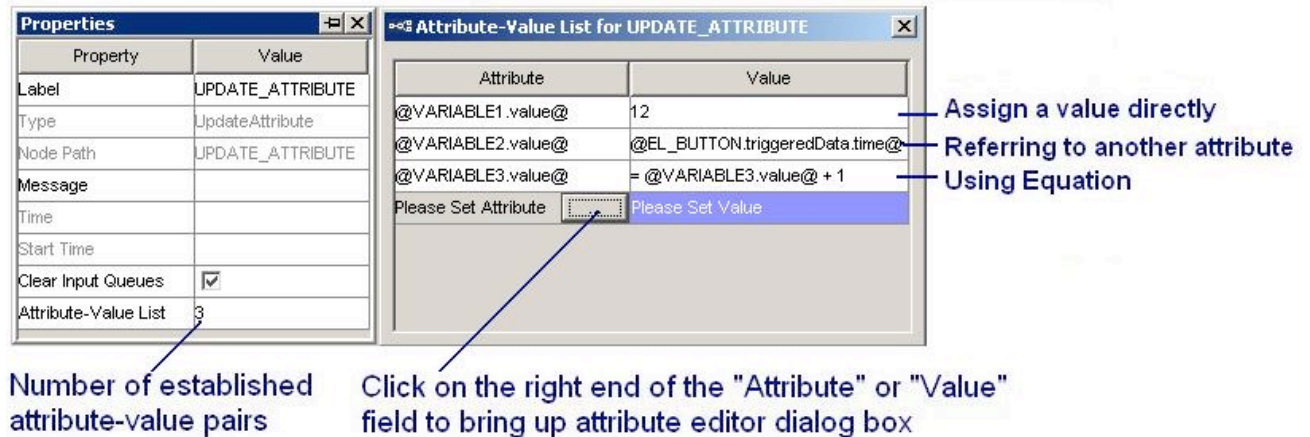 Properties
Property Value
Label UPDATE_ATTRIBUTE
Type UpdateAttribute
Node Path UPDATE_ATTRIBUTE
Message
Time
Start Time
Clear Input Queues
Attribute-Value List 3
Number of established
attribute-value pairs
Attribute-Value List for UPDATE_ATTRIBUTE
Attribute Value
@VARIABLE1.value@ 12
@VARIABLE2.value@ @EL_BUTTON.triggeredData.time@
@VARIABLE3.value@ = @VARIABLE3.value@ + 1
Please Set Attribute ... Please Set Value
Assign a value directly
Referring to another attribute
Using Equation
Click on the right end of the "Attribute" or "Value"
field to bring up attribute editor dialog box